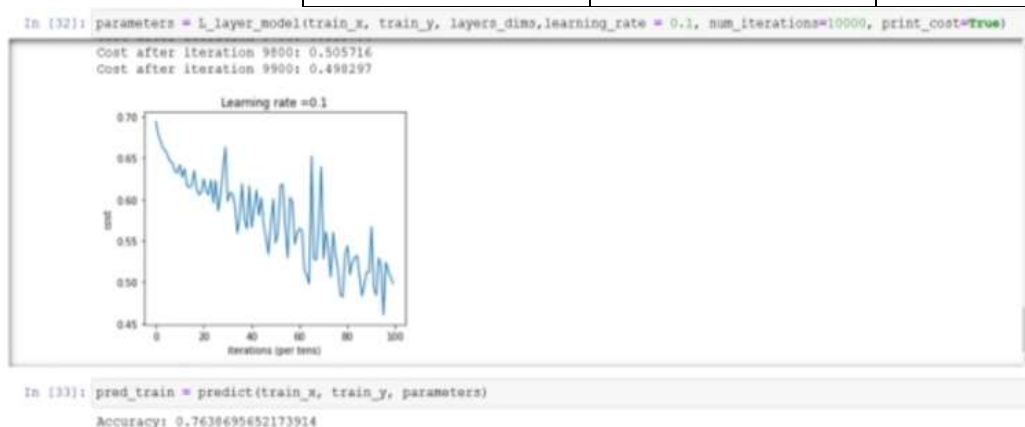 In [32]: parameters = L_layer_model(train_x, train_y, layers_dims,learning_rate = 0.1, num_iterations=10000, print_cost=True)
Cost after iteration 9800: 0.505716
Cost after iteration 9900: 0.498297
Learning rate =0.1
0.70
0.65
0.60
0.55
0.50
0.45
cost
0 20 40 60 80 100
iterations (per tens)
In [33]: pred_train = predict(train_x, train_y, parameters)
Accuracy: 0.7638695652173914